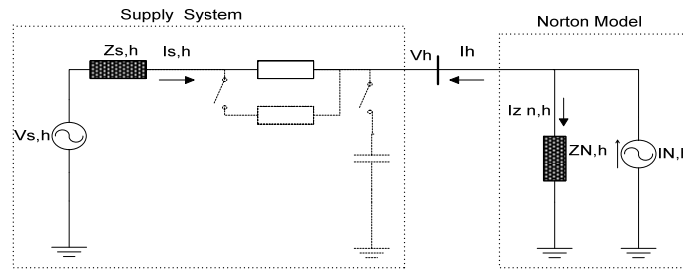 Supply System
Norton Model
Zs,h
Is,h
Vh
Ih
Vs,h
Iz n,h
ZN,h
IN,